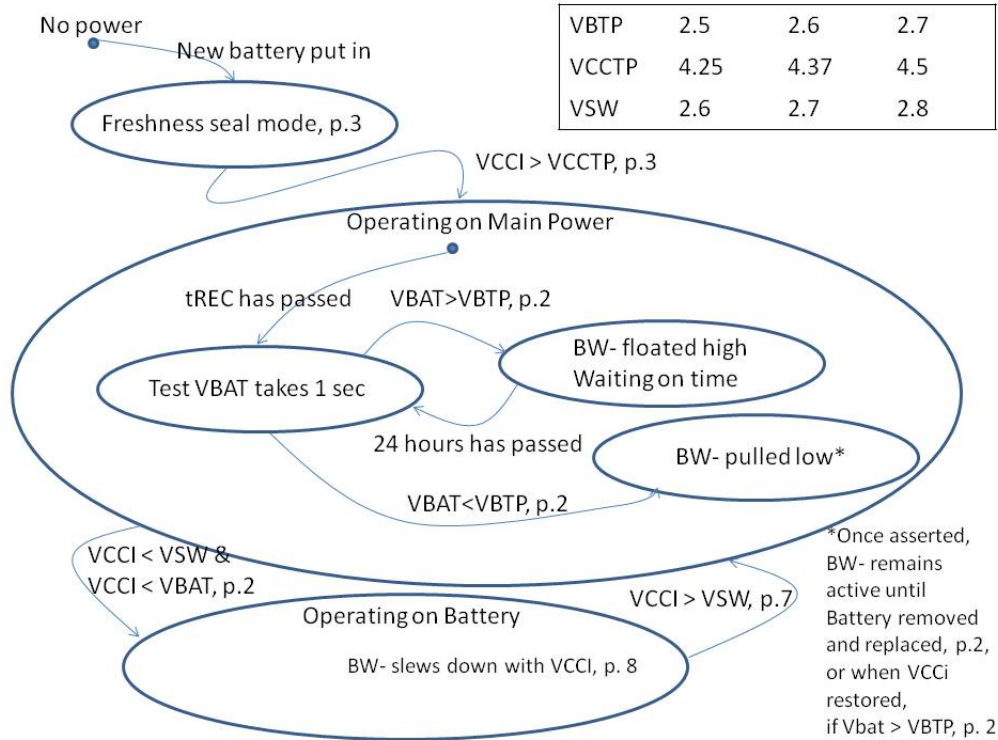 No power
New battery put in
Freshness seal mode, p.3
VBTP 2.5 2.6 2.7
VCCTP 4.25 4.37 4.5
VSW 2.6 2.7 2.8
VCCI > VCCTP, p.3
Operating on Main Power
tREC has passed
VBAT>VBTP, p.2
BW- floated high
Waiting on time
Test VBAT takes 1 sec
24 hours has passed
BW- pulled low*
VBAT<VBTP, p.2
VCCI < VSW &
VCCI < VBAT, p.2
Operating on Battery
BW- slews down with VCCI, p. 8
VCCI > VSW, p.7
*Once asserted,
BW- remains
active until
Battery removed
and replaced, p.2,
or when VCCi
restored,
if Vbat > VBTP, p. 2